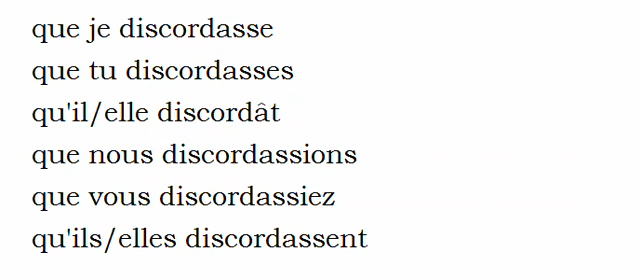 que je discordasse
que tu discordasses
qu'il/elle discordât
que nous discordassions
que vous discordassiez
qu'ils/elles discordassent